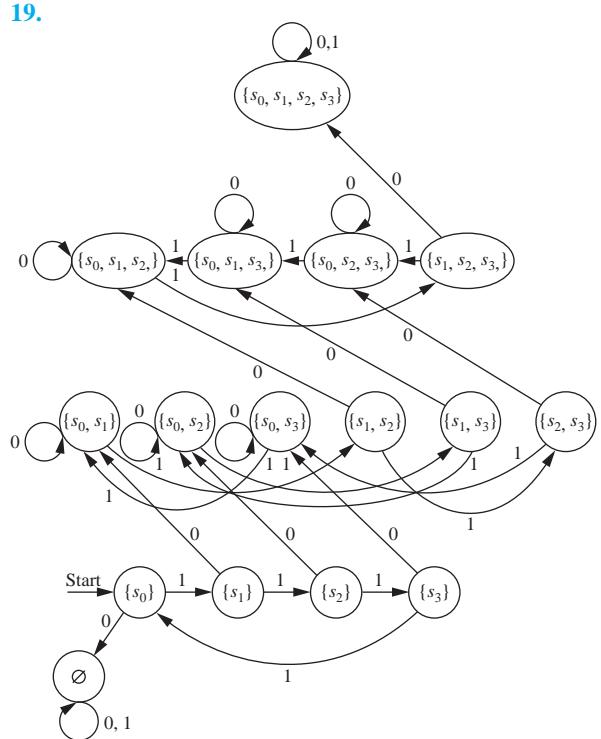 19.
0,1
{s0, s1, s2, s3}
0
0 0
0 {s0, s1, s2,} 1 {s0, s1, s3,} 1 {s0, s2, s3,} 1 {s1, s2, s3,}
1
0
0
0
0 {s0, s1} 0 {s0, s2} 0 {s0, s3} {s1, s2} {s1, s3} {s2, s3}
1 1 1 1 1
1 1
0 0 0
Start {s0} 1 {s1} 1 {s2} 1 {s3}
0
∅ 1
0, 1